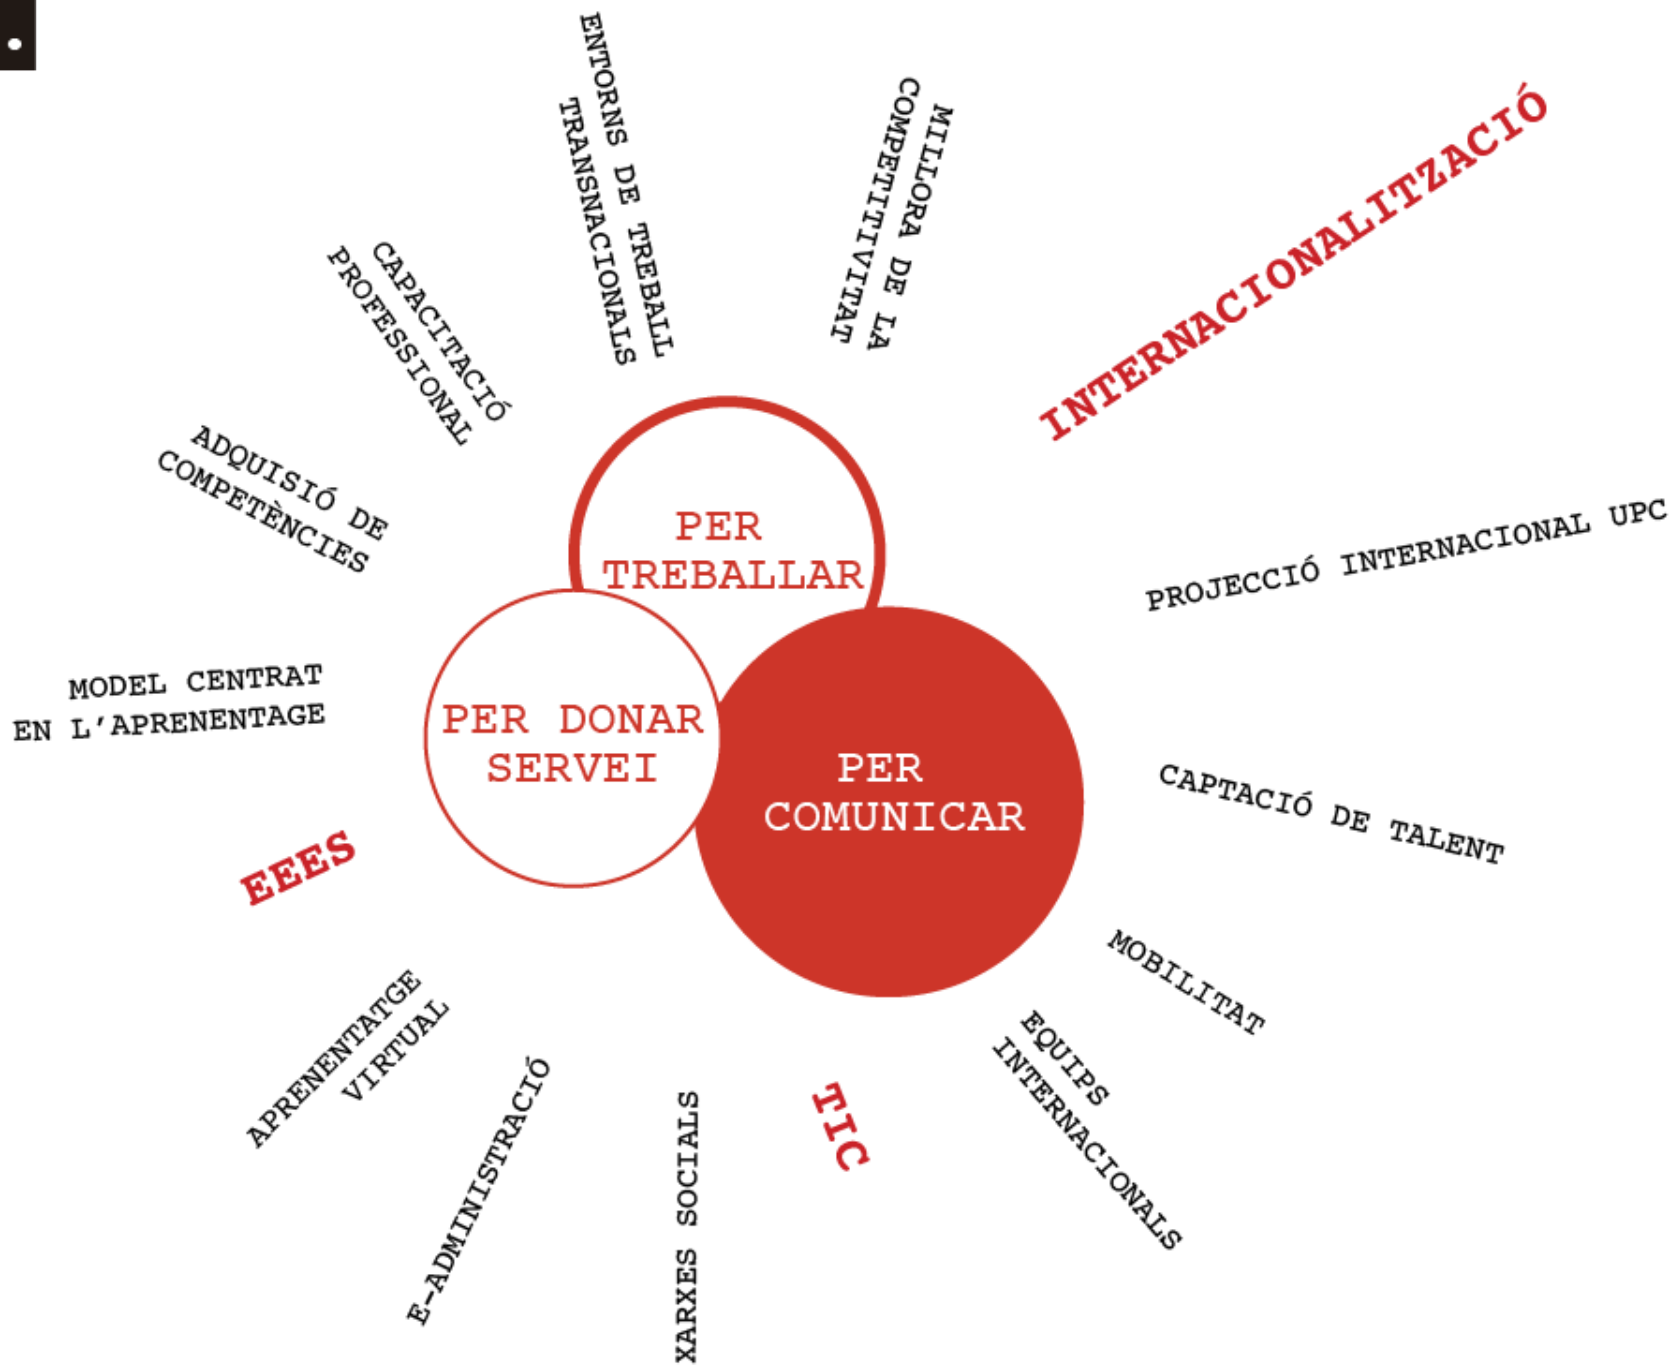 ENTORNS DE TREBALL
TRANSNACIONALS
MILLORA DE LA
COMPETITIVITAT
INTERNACIONALITZACIÓ
CAPACITACIÓ
PROFESSIONAL
ADQUISIÓ DE
COMPETÈNCIES
PROJECCIÓ INTERNACIONAL UPC
PER
TREBALLAR
MODEL CENTRAT
EN L'APRENENTAGE
PER DONAR
SERVEI
PER
COMUNICAR
CAPTACIÓ DE TALENT
EEES
MOBILITAT
APRENENTATGE
VIRTUAL
E-ADMINISTRACIÓ
XARXES SOCIALS
TIC
EQUIPS
INTERNACIONALS